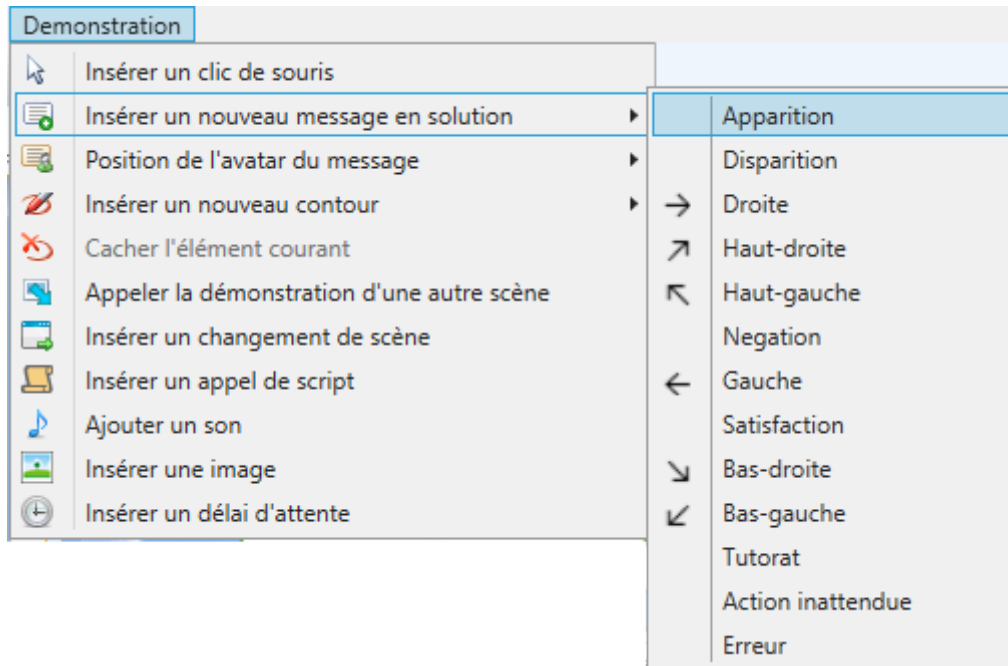 Demonstration
Insérer un clic de souris
Insérer un nouveau message en solution
Position de l'avatar du message
Insérer un nouveau contour
Cacher l'élément courant
Appeler la démonstration d'une autre scène
Insérer un changement de scène
Insérer un appel de script
Ajouter un son
Insérer une image
Insérer un délai d'attente
Apparition
Disparition
Droite
Haut-droite
Haut-gauche
Negation
Gauche
Satisfaction
Bas-droite
Bas-gauche
Tutorat
Action inattendue
Erreur